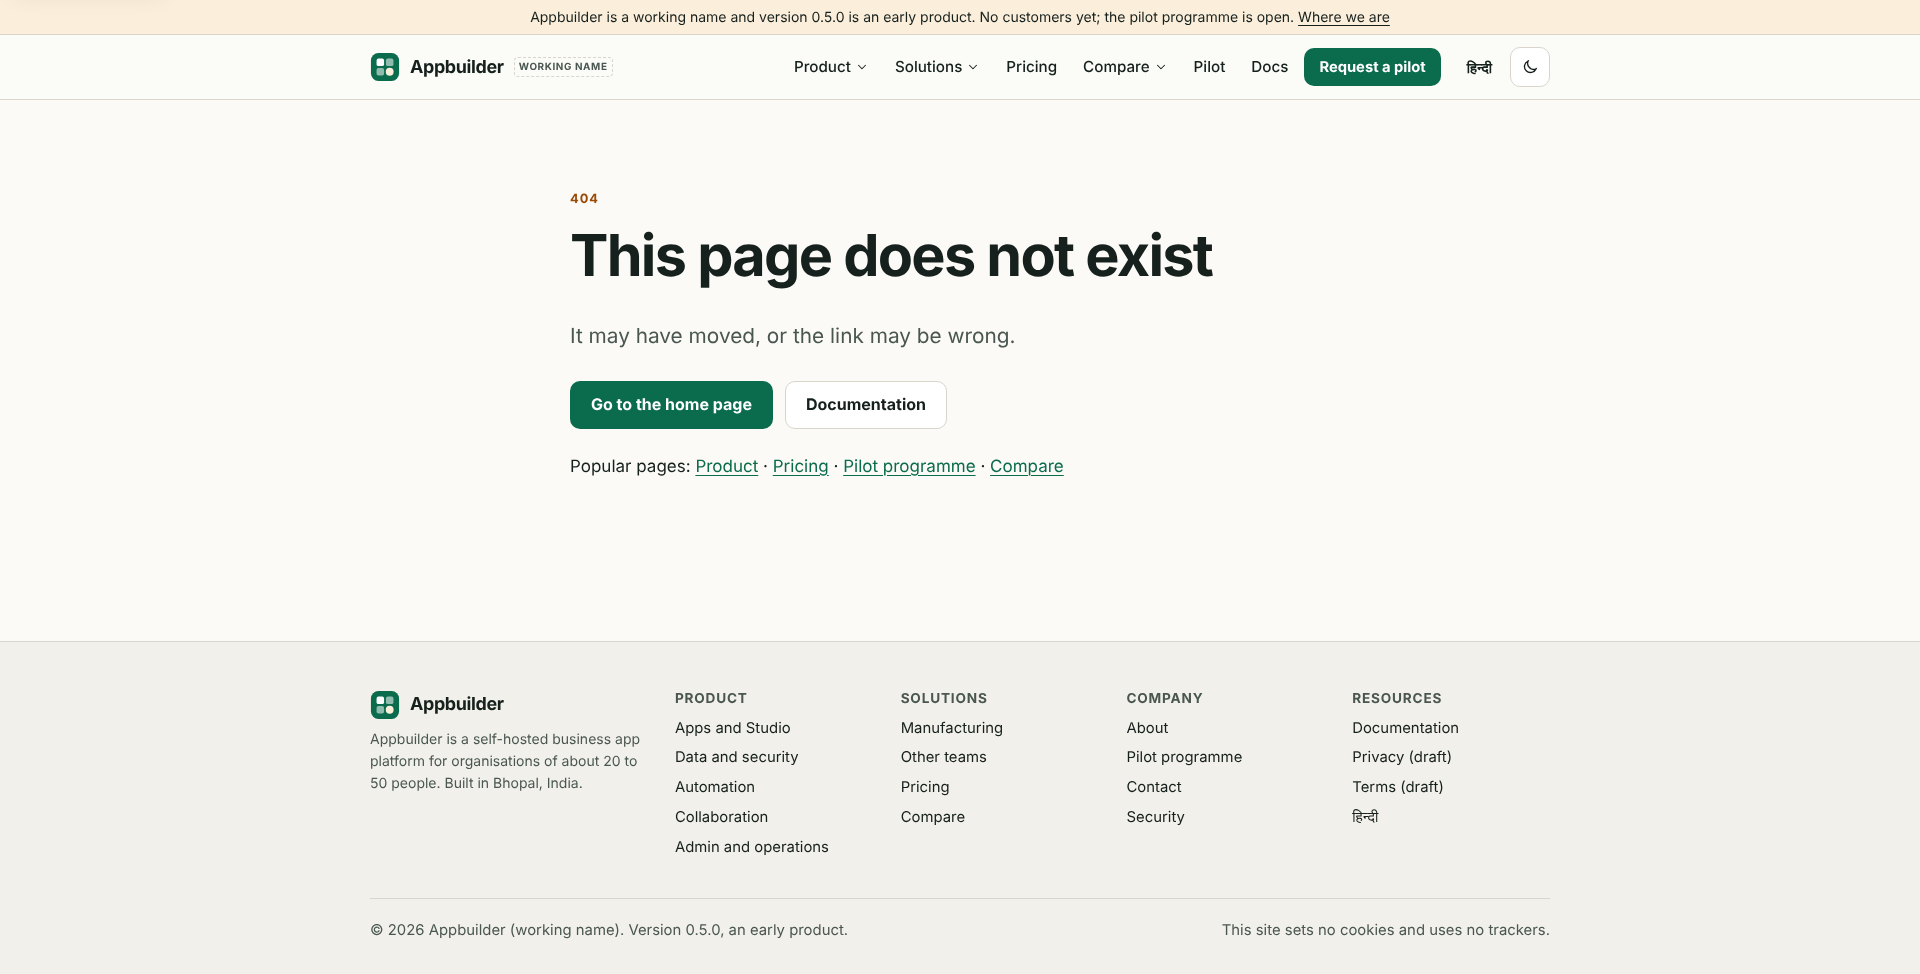 Appbuilder is a working name and version 0.5.0 is an early product. No customers yet; the pilot programme is open. Where we are
Appbuilder WORKING NAME Product Solutions Pricing Compare Pilot Docs Request a pilot हिन्दी
404
This page does not exist
It may have moved, or the link may be wrong.
Go to the home page Documentation
Popular pages: Product · Pricing · Pilot programme · Compare
Appbuilder
Appbuilder is a self-hosted business app
platform for organisations of about 20 to
50 people. Built in Bhopal, India.
PRODUCT
Apps and Studio
Data and security
Automation
Collaboration
Admin and operations
SOLUTIONS
Manufacturing
Other teams
Pricing
Compare
COMPANY
About
Pilot programme
Contact
Security
RESOURCES
Documentation
Privacy (draft)
Terms (draft)
हिन्दी
© 2026 Appbuilder (working name). Version 0.5.0, an early product.
This site sets no cookies and uses no trackers.